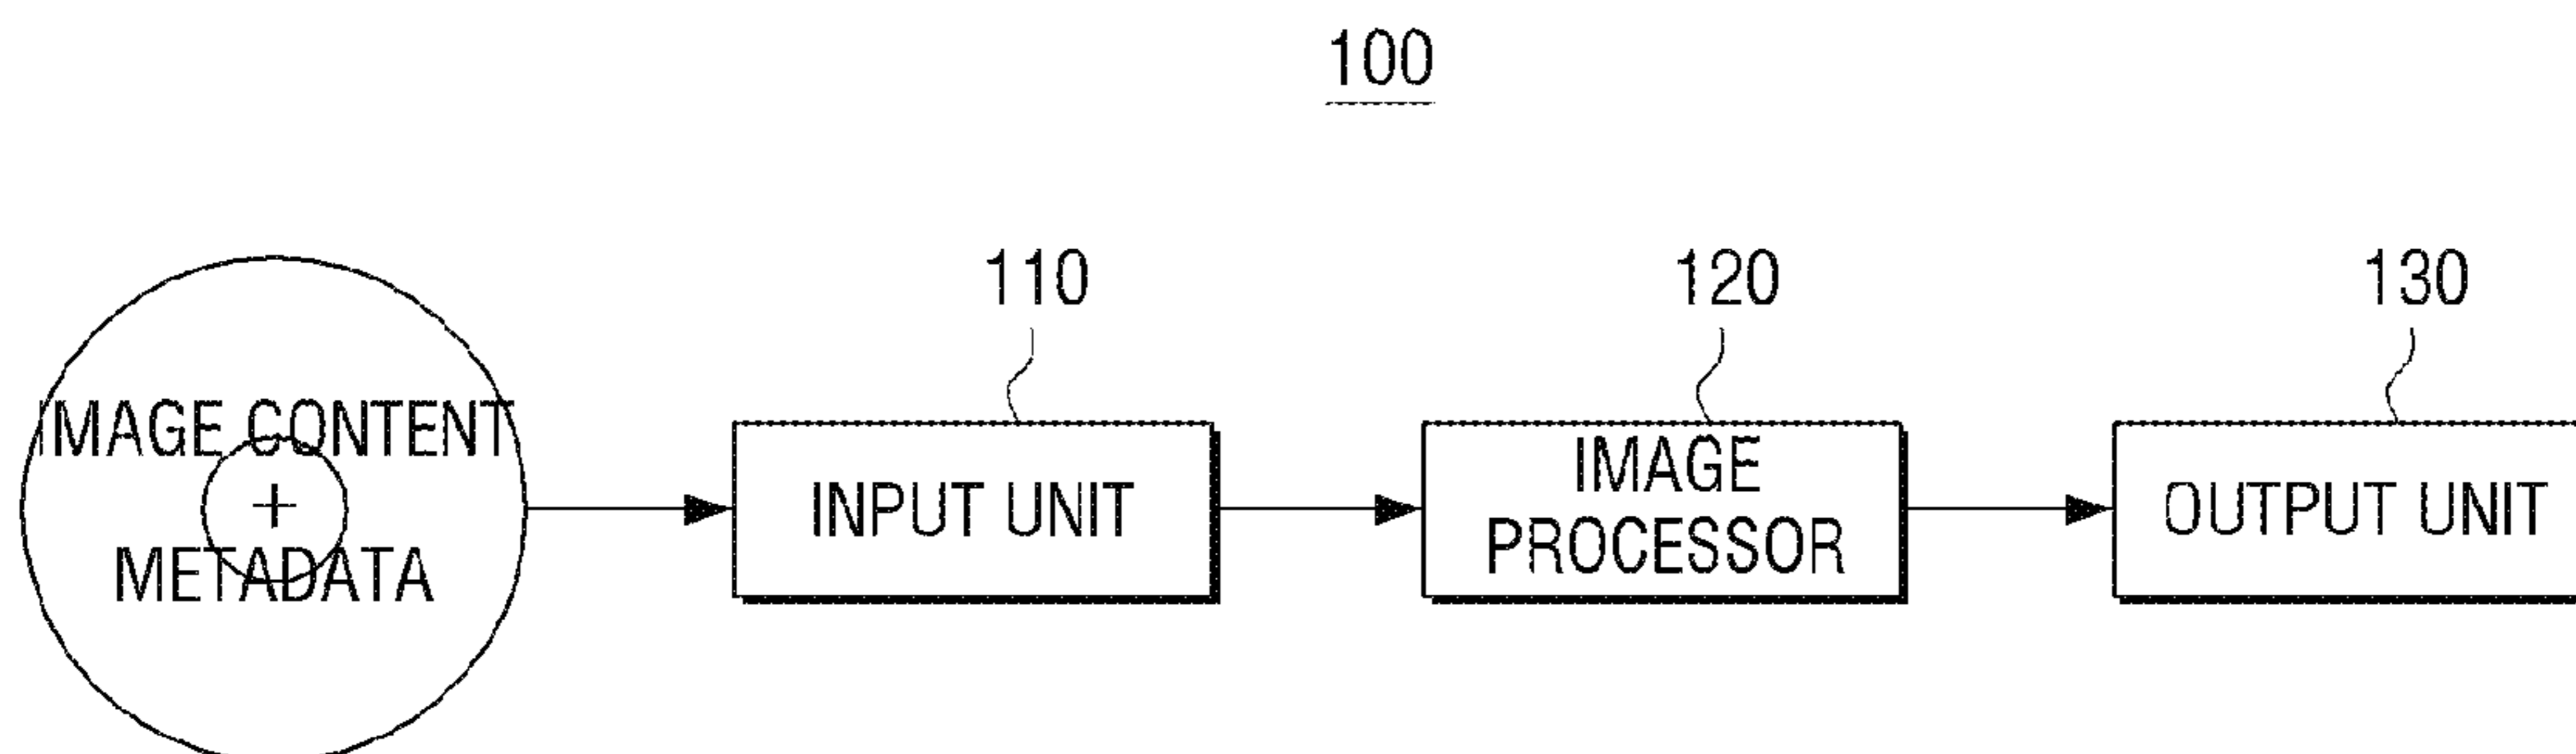 100
110
120
130
IMAGE CONTENT
+
METADATA
INPUT UNIT
IMAGE
PROCESSOR
OUTPUT UNIT